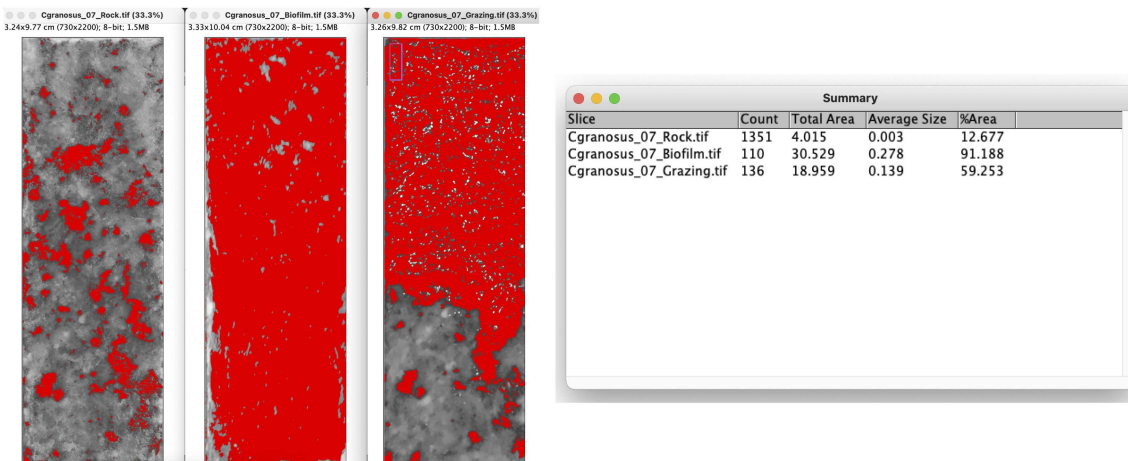 Cgranosus_07_Rock.tif (33.3%)
3.24x9.77 cm (730x2200); 8-bit; 1.5MB
Cgranosus_07_Biofilm.tif (33.3%)
3.33x10.04 cm (730x2200); 8-bit; 1.5MB
Cgranosus_07_Grazing.tif (33.3%)
3.26x9.82 cm (730x2200); 8-bit; 1.5MB
Summary
Slice Count Total Area Average Size %Area
Cgranosus_07_Rock.tif 1351 4.015 0.003 12.677
Cgranosus_07_Biofilm.tif 110 30.529 0.278 91.188
Cgranosus_07_Grazing.tif 136 18.959 0.139 59.253